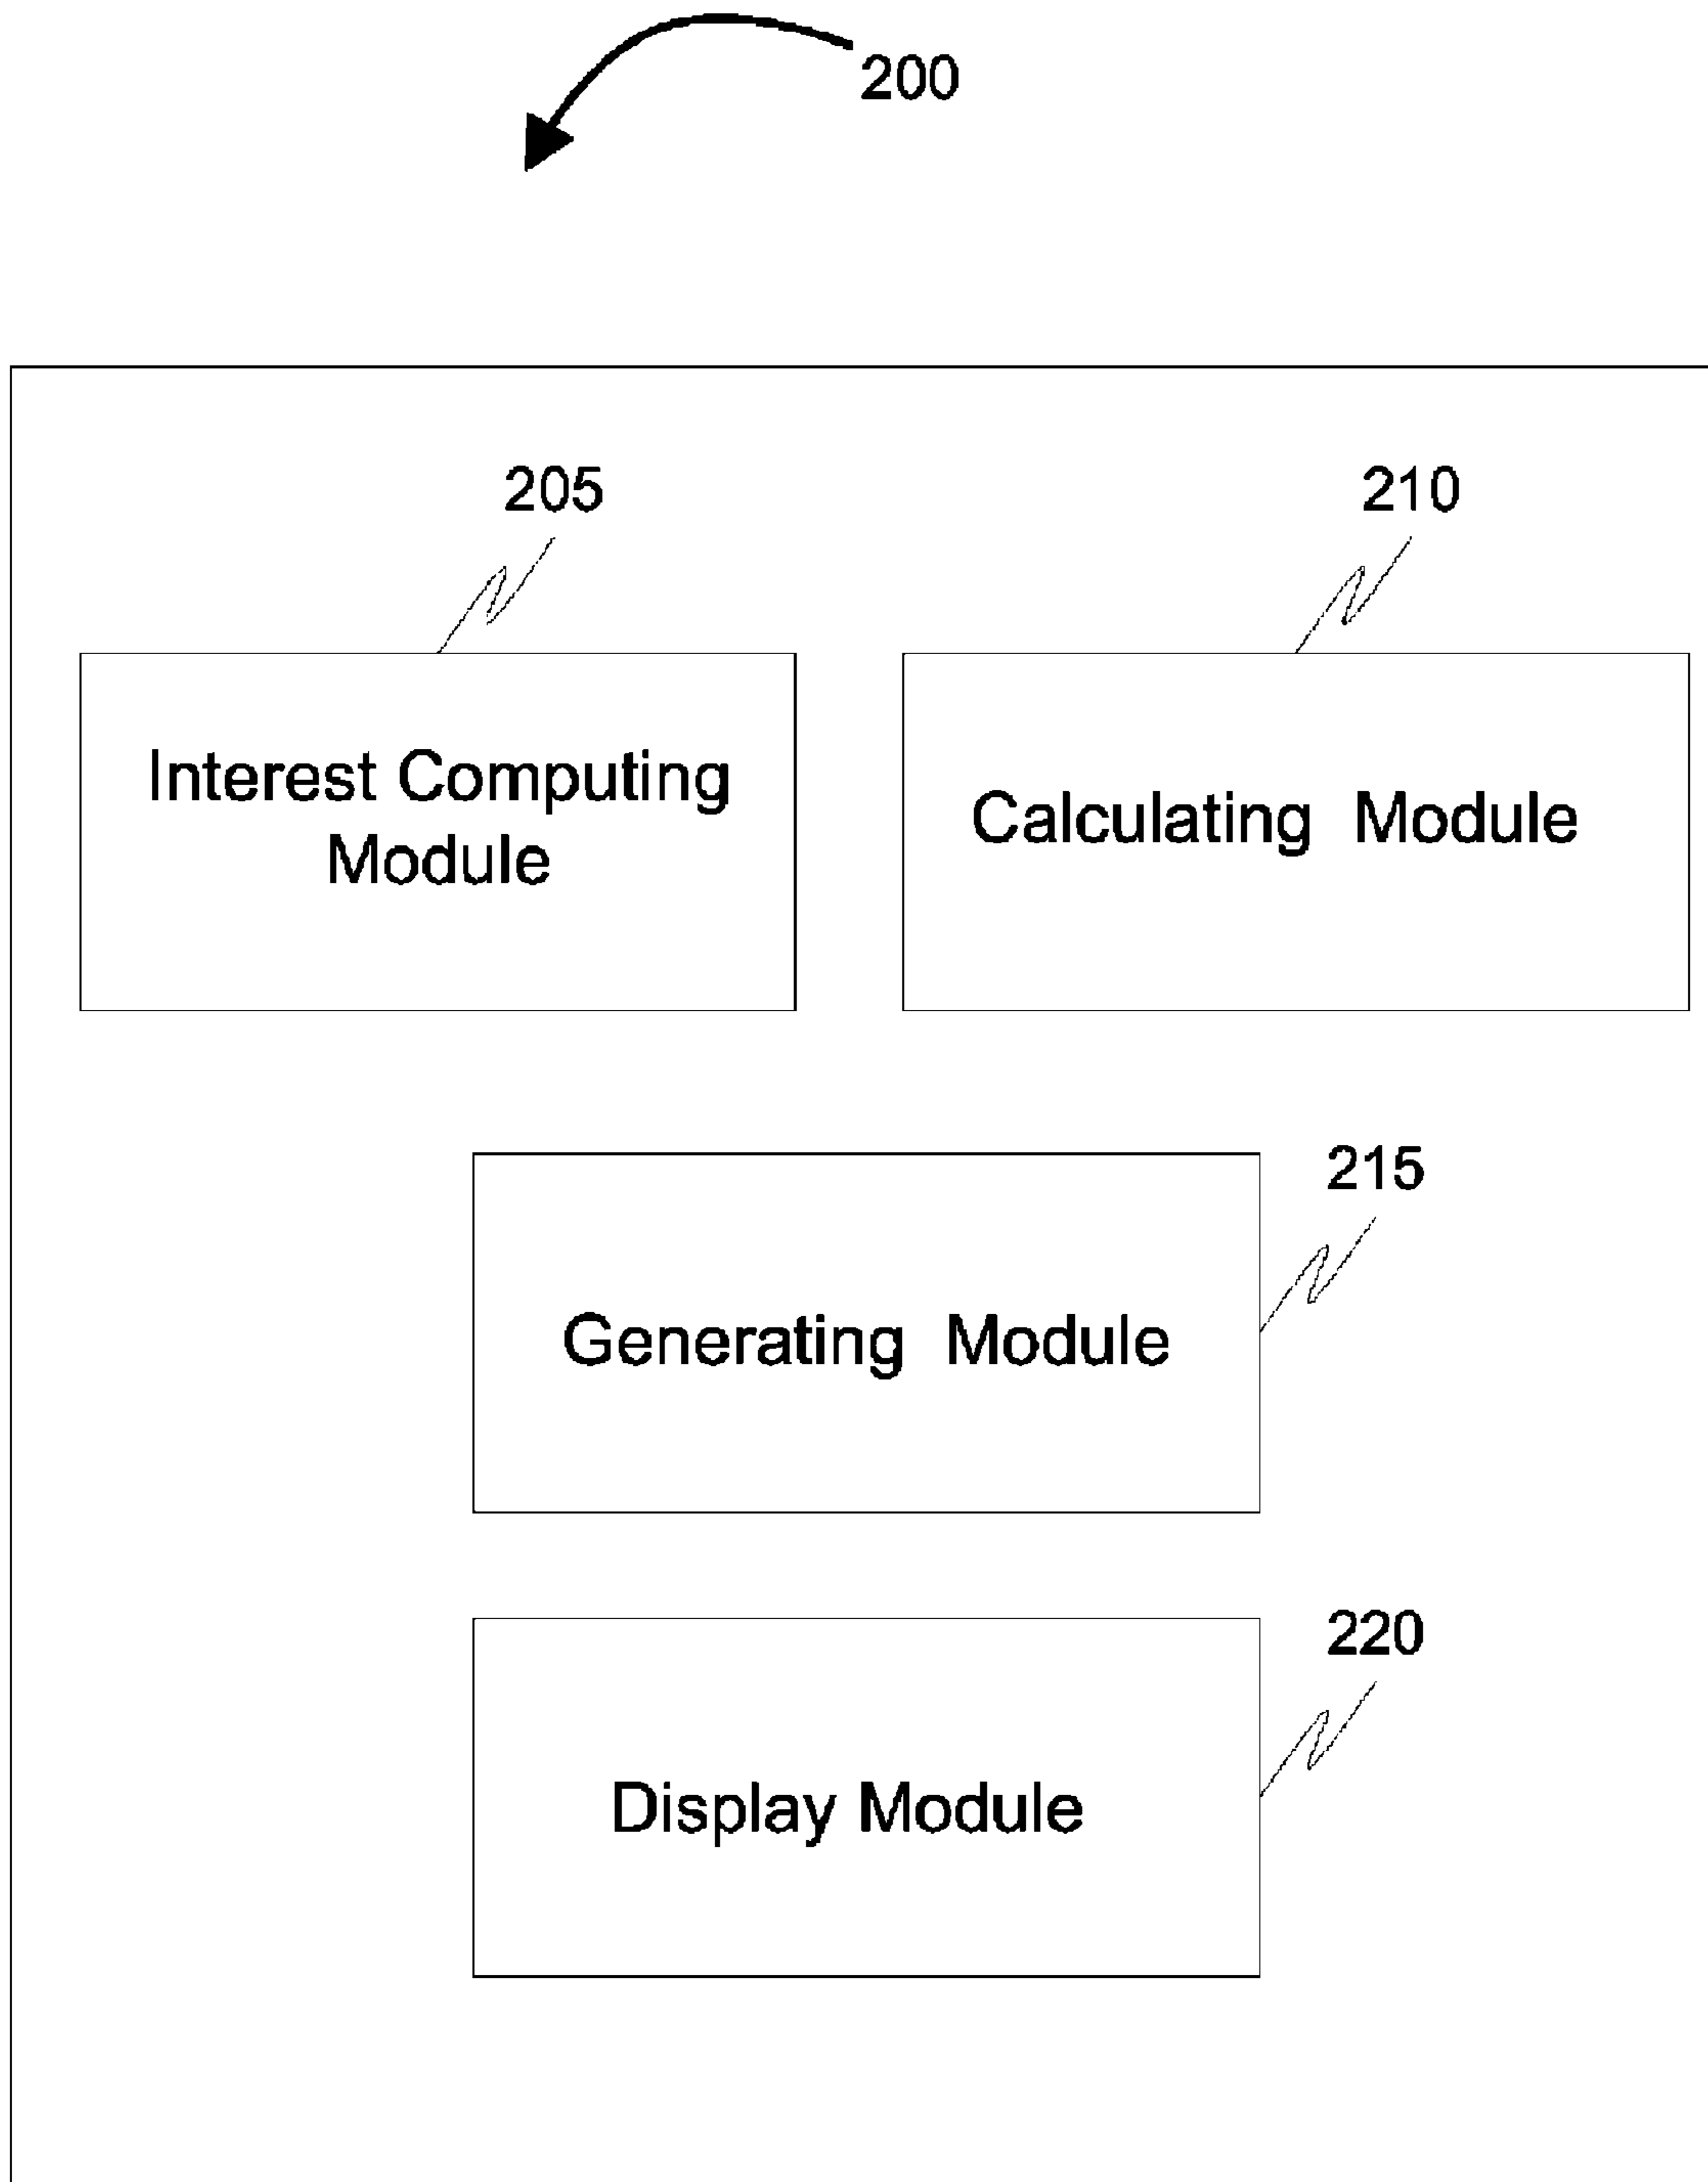 200
205
210
Interest Computing
Module
Calculating Module
215
Generating Module
220
Display Module